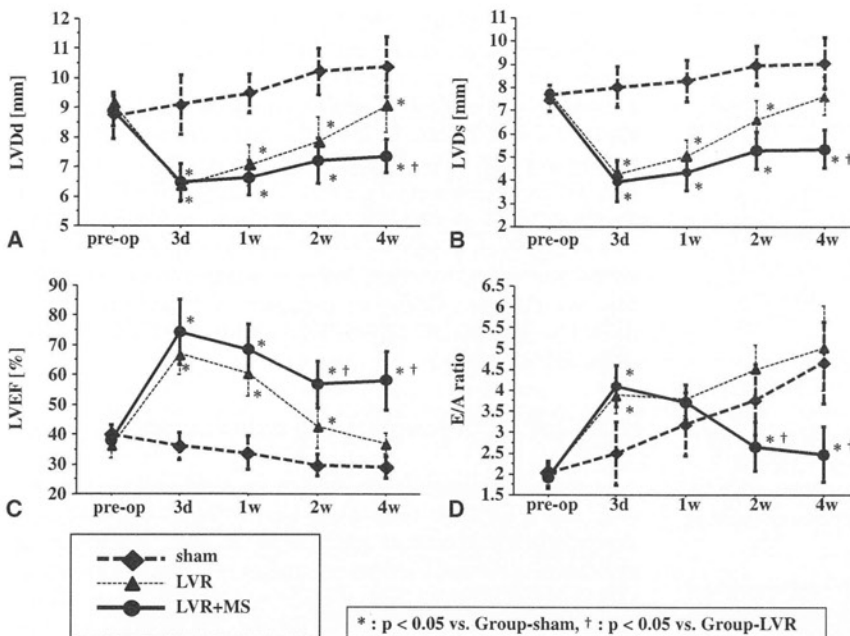 12
11
10
9
8
7
6
5
LVDd [mm]
A
pre-op 3d 1w 2w 4w
* * * * * * * * †
11
10
9
8
7
6
5
4
3
2
LVDs [mm]
B
pre-op 3d 1w 2w 4w
* * * * * * * †
90
80
70
60
50
40
30
20
LVEF [%]
C
pre-op 3d 1w 2w 4w
* * * * * † * * †
6.5
6
5.5
5
4.5
4
3.5
3
2.5
2
1.5
E/A ratio
D
pre-op 3d 1w 2w 4w
* * * † * †
sham
LVR
LVR+MS
* : p < 0.05 vs. Group-sham, † : p < 0.05 vs. Group-LVR